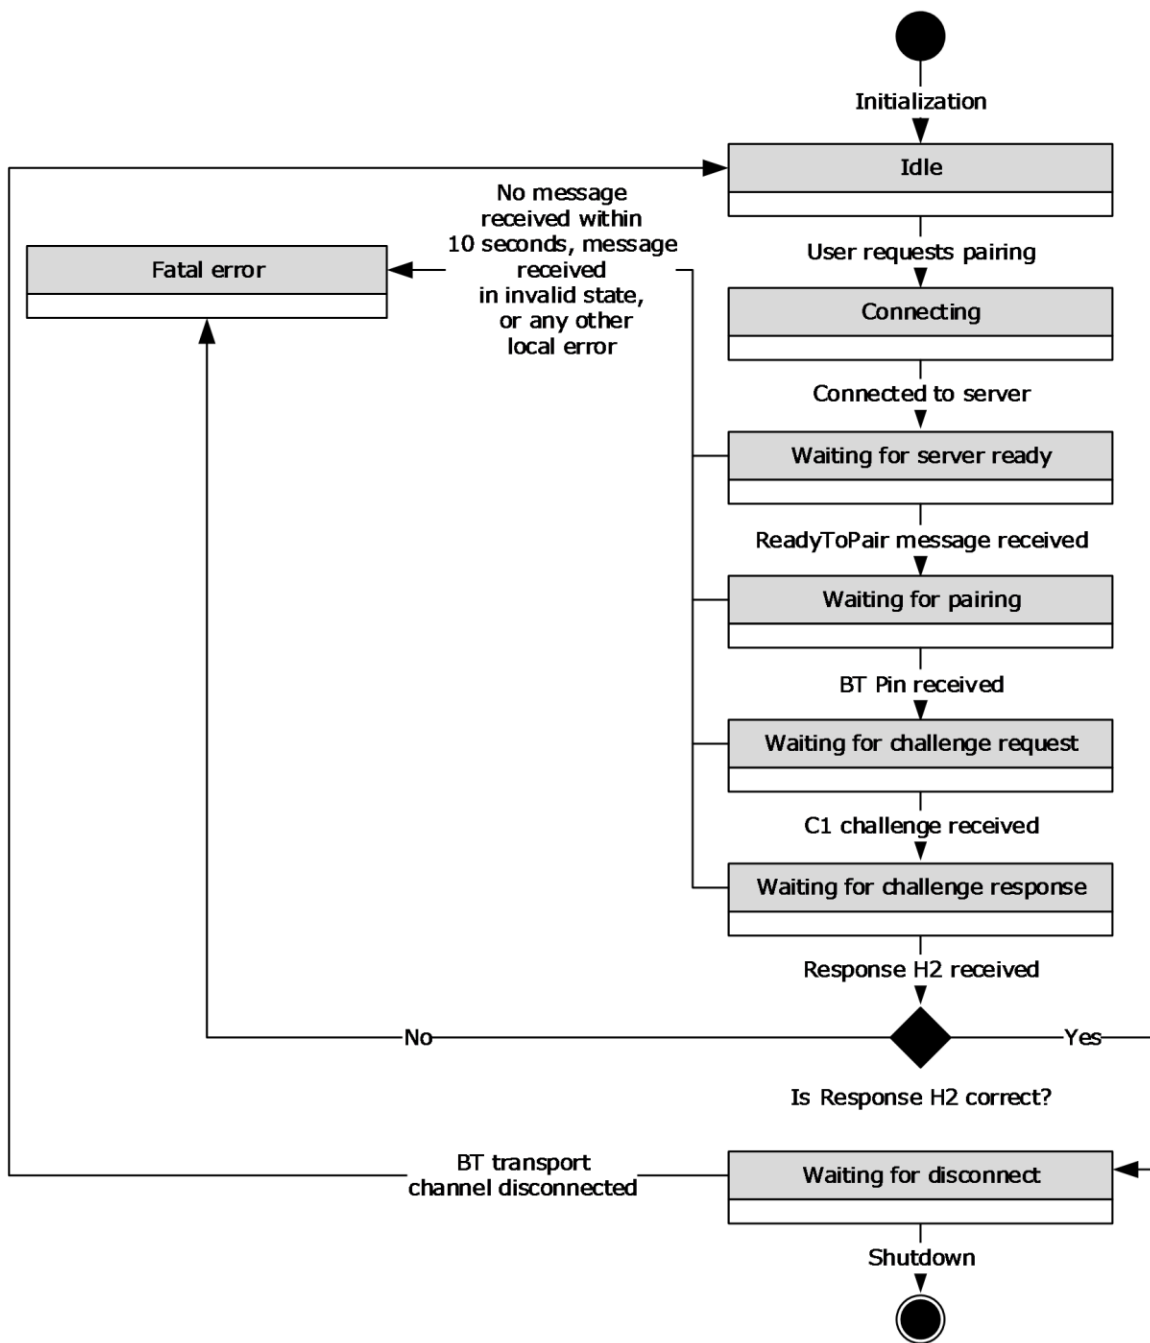 Initialization
Idle
No message
received within
10 seconds, message
received
in invalid state,
or any other
local error
User requests pairing
Fatal error
Connecting
Connected to server
Waiting for server ready
ReadyToPair message received
Waiting for pairing
BT Pin received
Waiting for challenge request
C1 challenge received
Waiting for challenge response
Response H2 received
No
Yes
Is Response H2 correct?
BT transport
channel disconnected
Waiting for disconnect
Shutdown